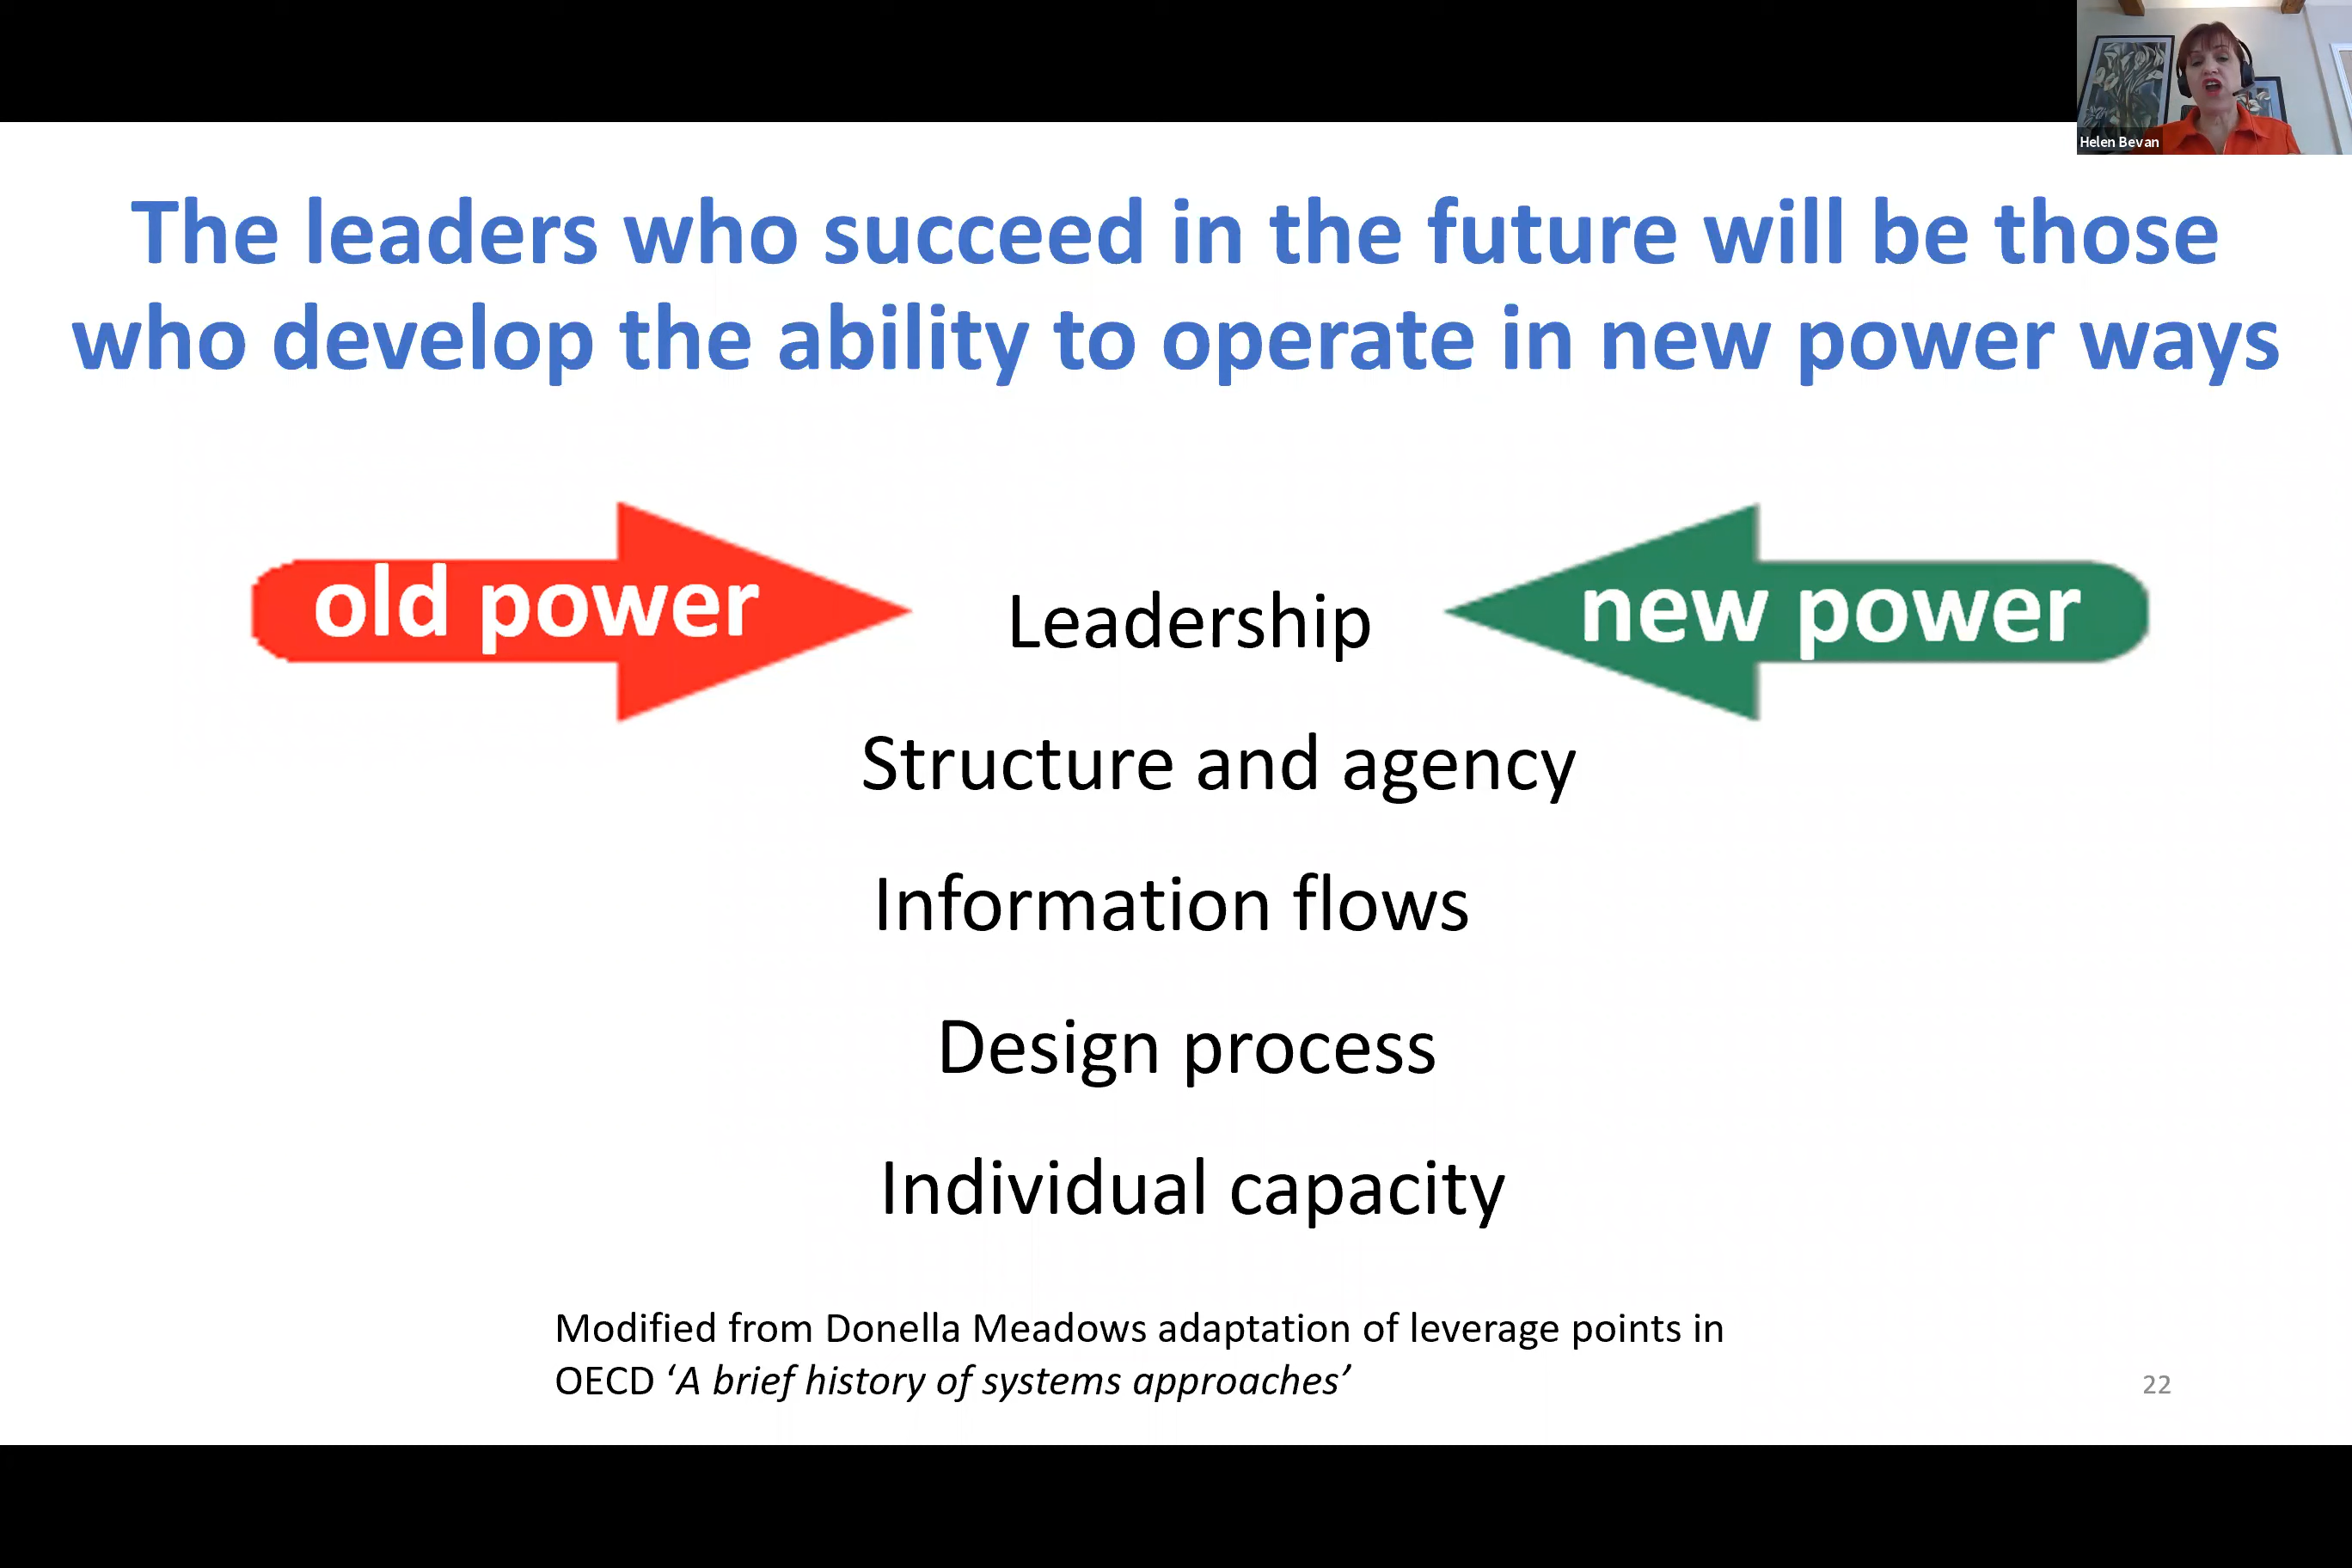 Helen Bevan
The leaders who succeed in the future will be those
who develop the ability to operate in new power ways
old power
Leadership
new power
Structure and agency
Information flows
Design process
Individual capacity
Modified from Donella Meadows adaptation of leverage points in
OECD ‘A brief history of systems approaches’
22